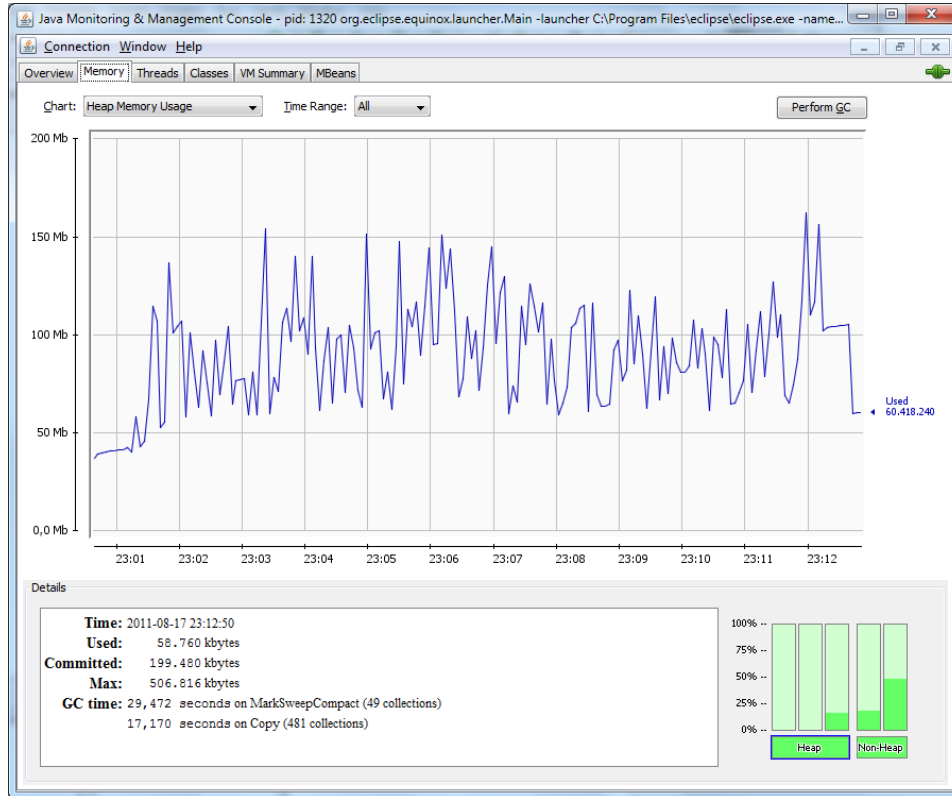 Java Monitoring & Management Console - pid: 1320 org.eclipse.equinox.launcher.Main -launcher C:\Program Files\eclipse\eclipse.exe -name...
Connection Window Help
Overview Memory Threads Classes VM Summary MBeans
Chart: Heap Memory Usage Time Range: All Perform GC
200 Mb
150 Mb
100 Mb
Used
60.418.240
50 Mb
0,0 Mb
23:01 23:02 23:03 23:04 23:05 23:06 23:07 23:08 23:09 23:10 23:11 23:12
Details
Time: 2011-08-17 23:12:50
Used: 58.760 kbytes
Committed: 199.480 kbytes
Max: 506.816 kbytes
GC time: 29,472 seconds on MarkSweepCompact (49 collections)
17,170 seconds on Copy (481 collections)
100% --
75% --
50% --
25% --
0% --
Heap Non-Heap